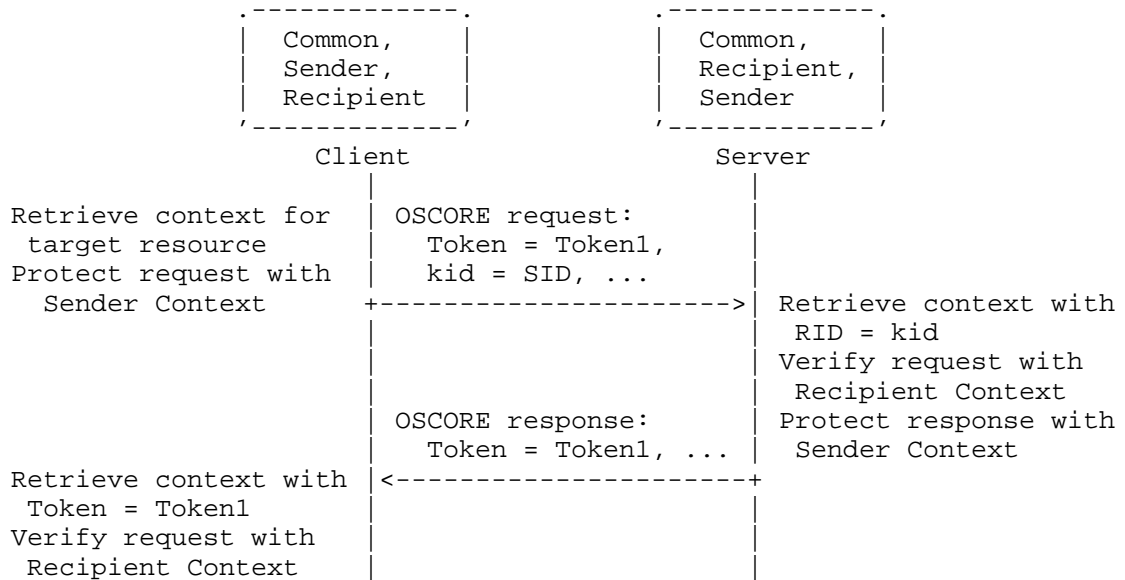 Common, Common,
Sender, Recipient,
Recipient Sender
Client Server
Retrieve context for OSCORE request:
target resource Token = Token1,
Protect request with kid = SID, ...
Sender Context Retrieve context with
RID = kid
Verify request with
Recipient Context
OSCORE response: Protect response with
Token = Token1, ... Sender Context
Retrieve context with
Token = Token1
Verify request with
Recipient Context